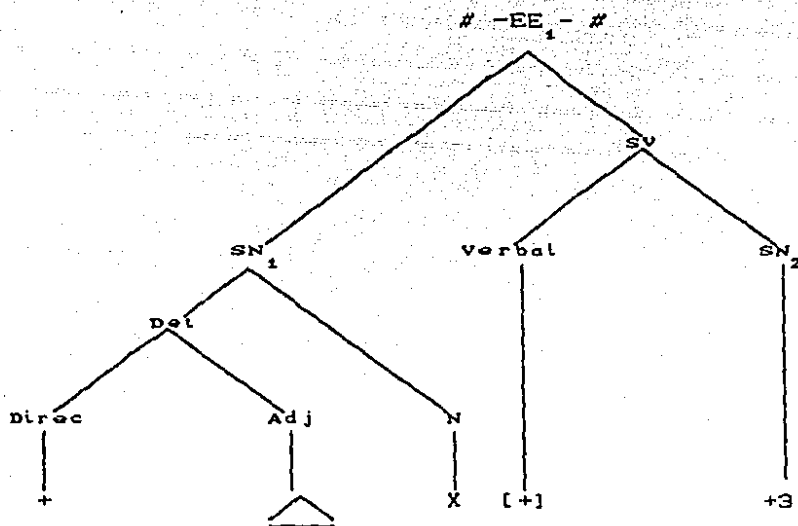 # -EE₁- #
SV
SN₁ Verbal SN₂
Det
Direc Adj N
+ X [+] +3